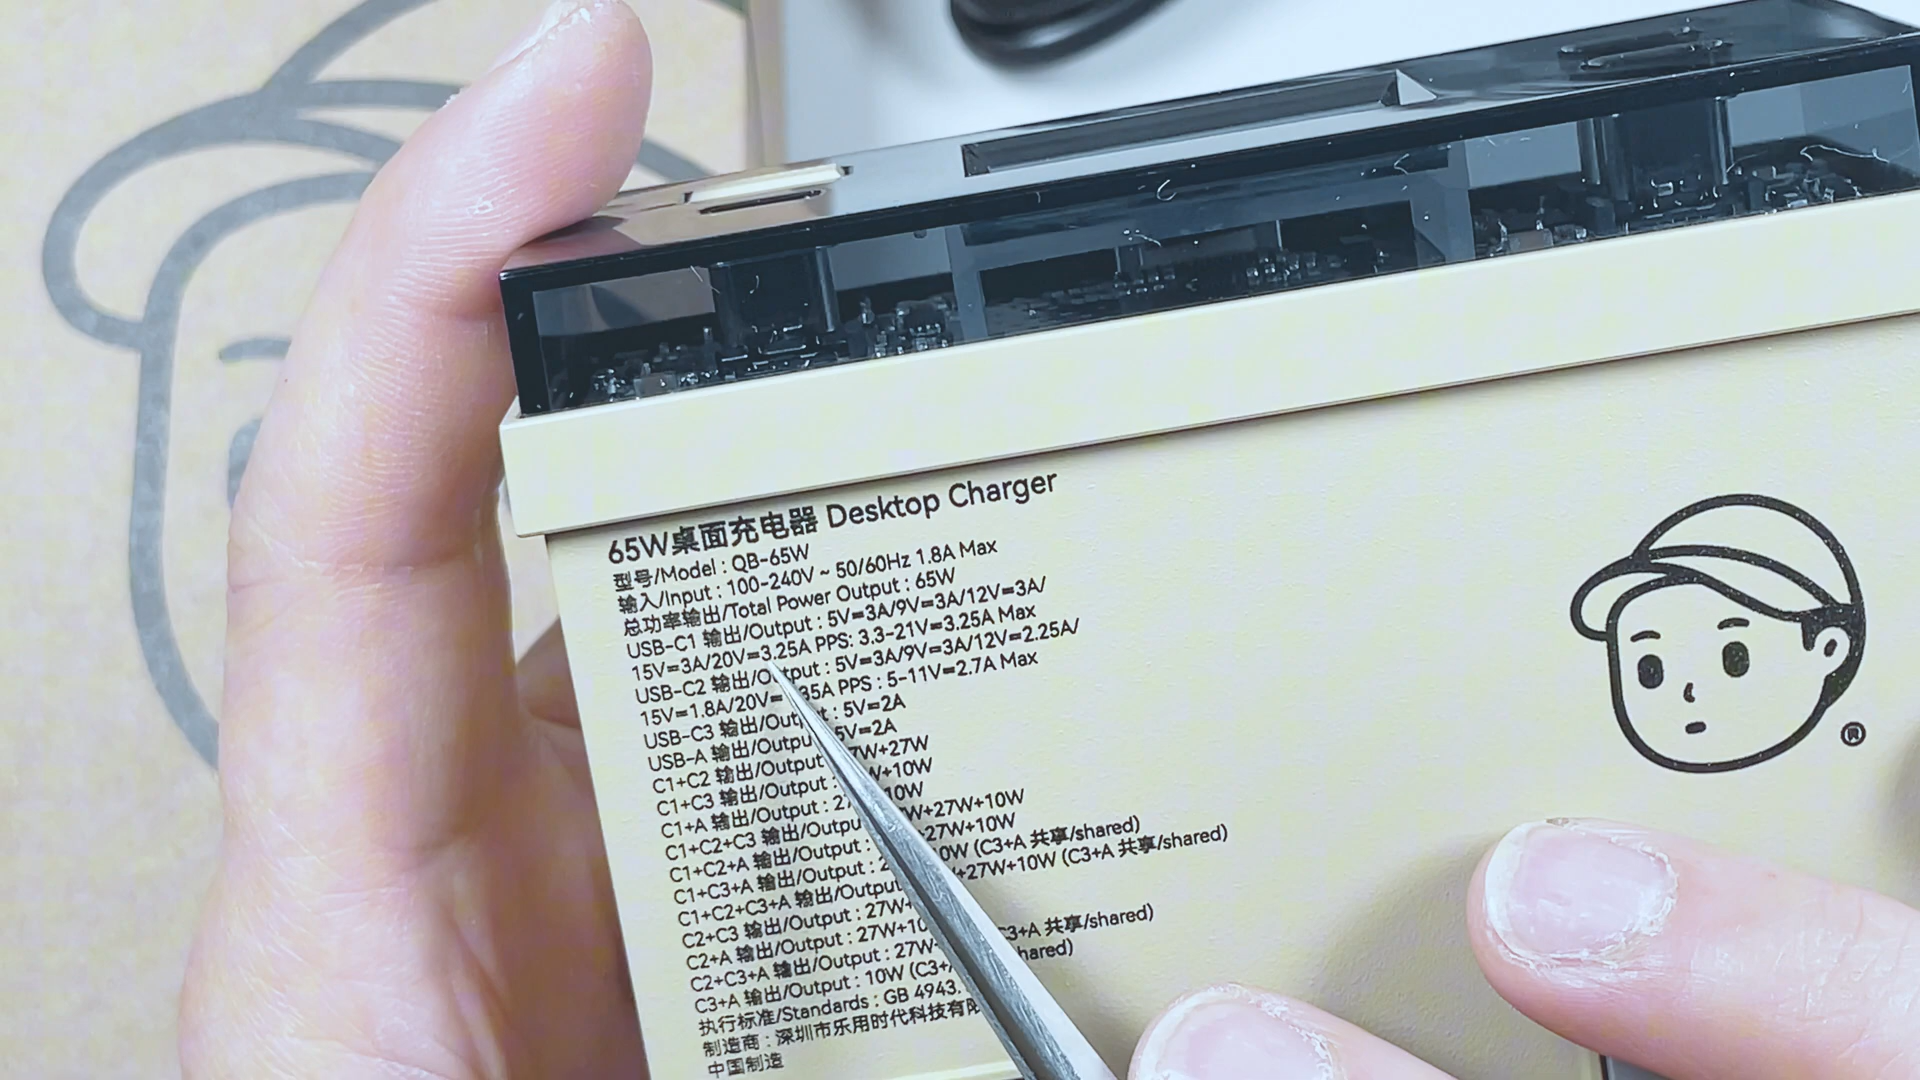 65W桌面充电器 Desktop Charger
型号/Model : QB-65W
输入/Input : 100-240V ~ 50/60Hz 1.8A Max
总功率输出/Total Power Output : 65W
USB-C1 输出/Output : 5V=3A/9V=3A/12V=3A/
15V=3A/20V=3.25A PPS: 3.3-21V=3.25A Max
USB-C2 输出/Output : 5V=3A/9V=3A/12V=2.25A/
15V=1.8A/20V= 35A PPS : 5-11V=2.7A Max
USB-C3 输出/Output : 5V=2A
USB-A 输出/Output 5V=2A
C1+C2 输出/Output 7W+27W
C1+C3 输出/Output : W+10W
C1+A 输出/Output : 27 10W
C1+C2+C3 输出/Output W+27W+10W
C1+C2+A 输出/Output : +27W+10W
C1+C3+A 输出/Output : 0W (C3+A 共享/shared)
C1+C2+C3+A 输出/Output +27W+10W (C3+A 共享/shared)
C2+C3 输出/Output : 27W+
C2+A 输出/Output : 27W+10
C2+C3+A 输出/Output : 27W+ C3+A 共享/shared)
C3+A 输出/Output : 10W (C3+ shared)
执行标准/Standards : GB 4943.
制造商 : 深圳市乐用时代科技有限
中国制造
®